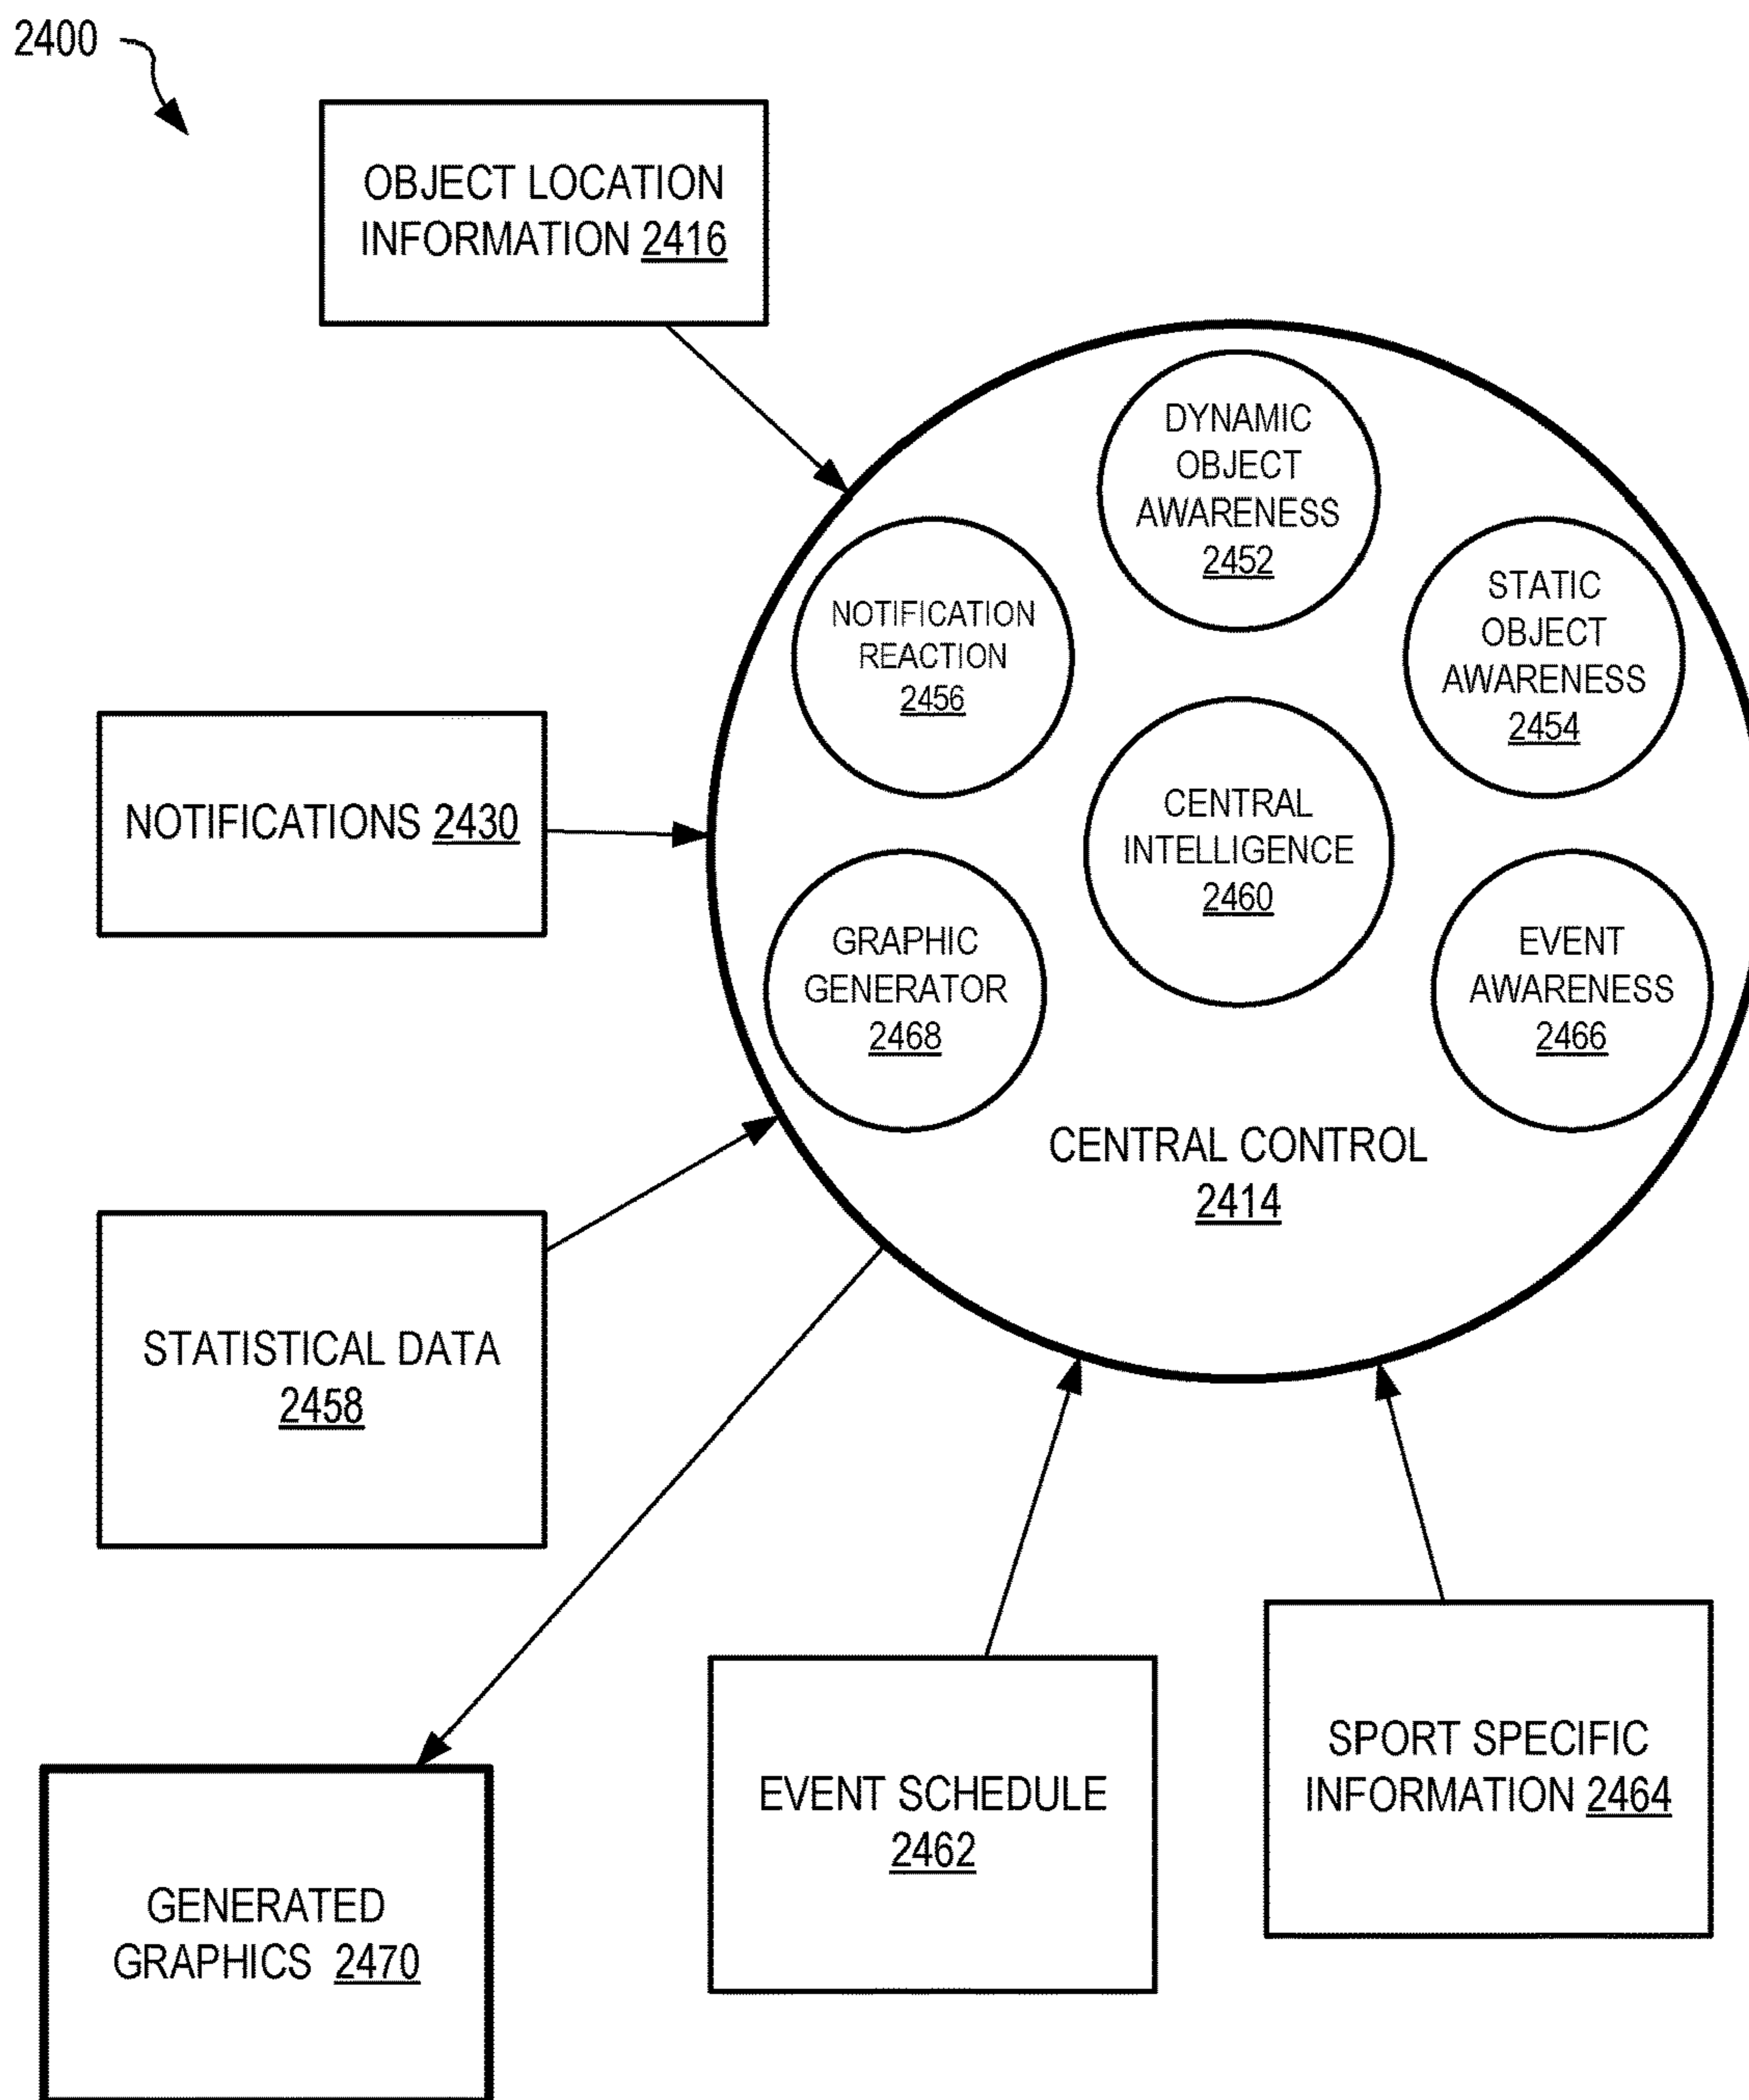 2400
OBJECT LOCATION
INFORMATION 2416
DYNAMIC
OBJECT
AWARENESS
2452
NOTIFICATION
REACTION
2456
STATIC
OBJECT
AWARENESS
2454
NOTIFICATIONS 2430
CENTRAL
INTELLIGENCE
2460
GRAPHIC
GENERATOR
2468
EVENT
AWARENESS
2466
CENTRAL CONTROL
2414
STATISTICAL DATA
2458
EVENT SCHEDULE
2462
SPORT SPECIFIC
INFORMATION 2464
GENERATED
GRAPHICS 2470